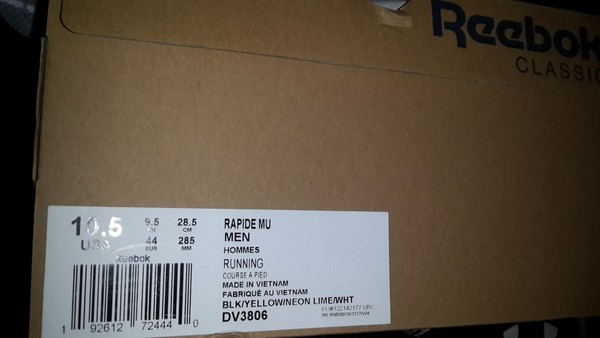 Reebok
CLASSIC
10.5 9.5 28.5
USA UK CM
44 285
EUR MM
Reebok
1 92612 72444 0
RAPIDE MU
MEN
HOMMES
RUNNING
COURSE A PIED
MADE IN VIETNAM
FABRIQUÉ AU VIETNAM
BLK/YELLOW/NEON LIME/WHT
DV3806